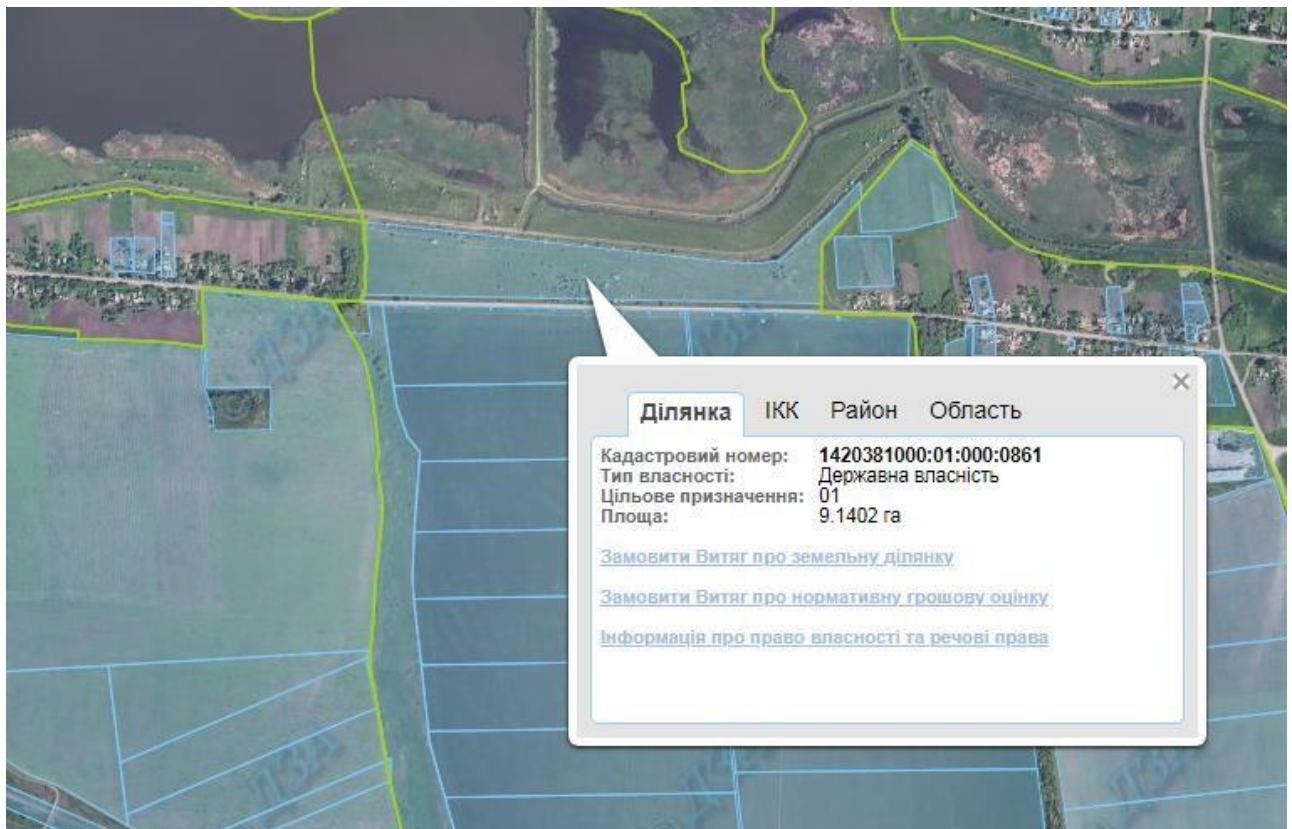 Ділянка ІКК Район Область
Кадастровий номер: 1420381000:01:000:0861
Тип власності: Державна власність
Цільове призначення: 01
Площа: 9.1402 га
Замовити Витяг про земельну ділянку
Замовити Витяг про нормативну грошову оцінку
Інформація про право власності та речові права